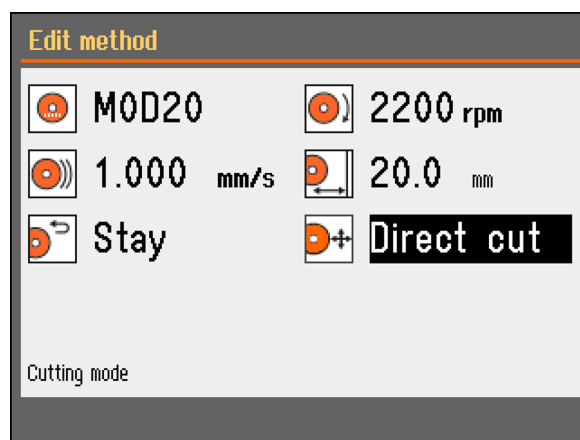 Edit method
M0D20 2200 rpm
1.000 mm/s 20.0 mm
Stay Direct cut
Cutting mode